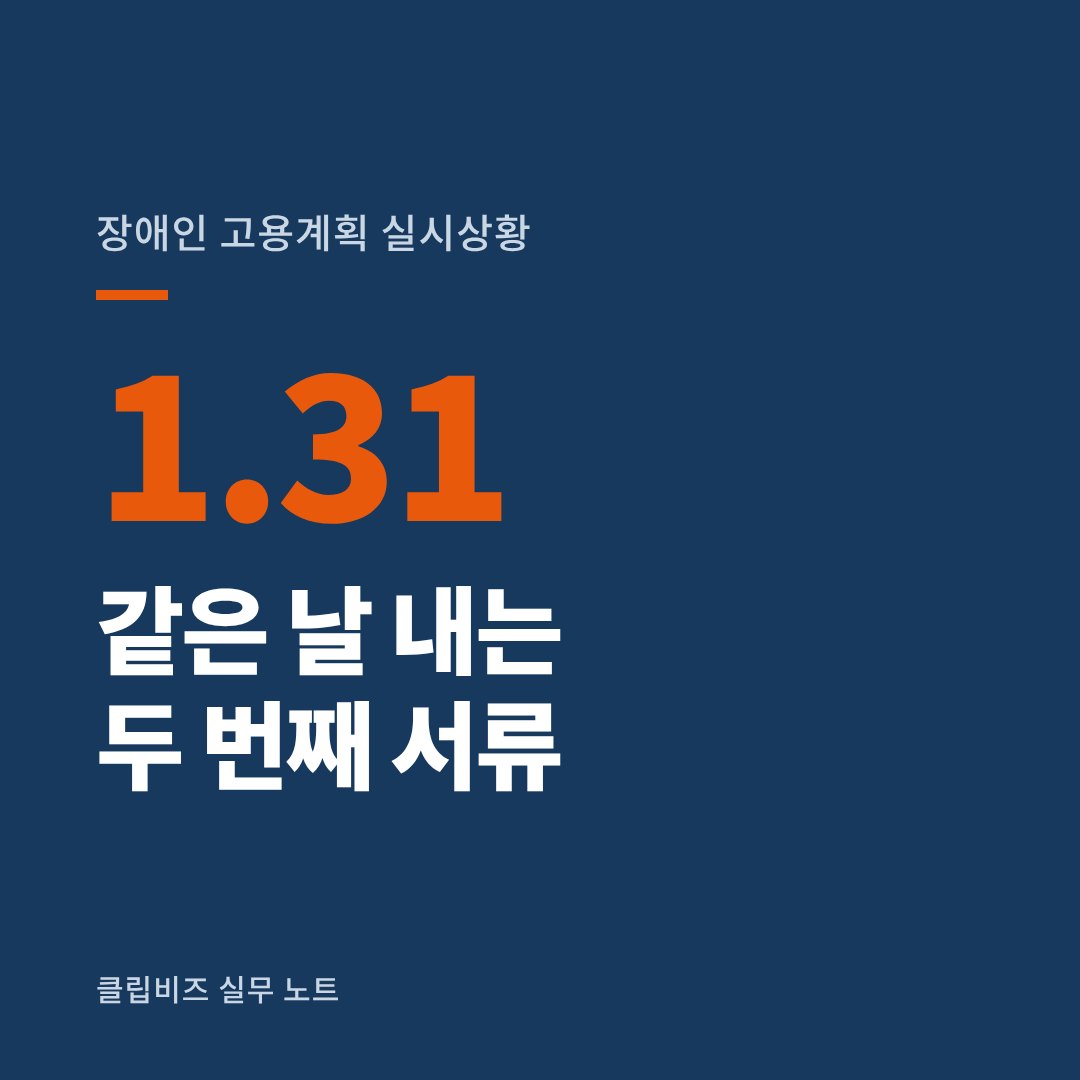 장애인 고용계획 실시상황
1.31
같은 날 내는
두 번째 서류
클립비즈 실무 노트